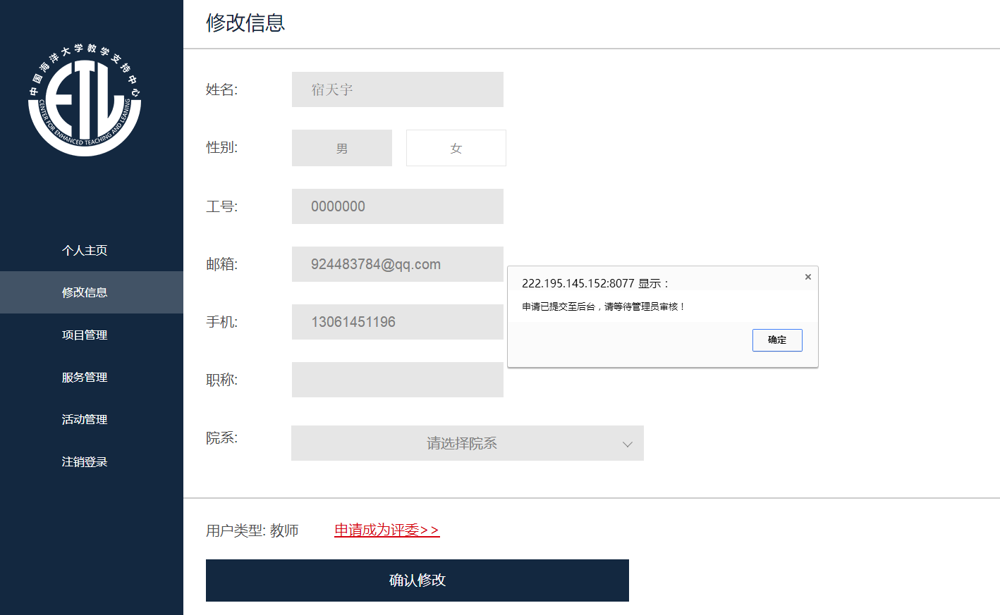 中国海洋大学教学支持中心
CENTER FOR ENHANCED TEACHING AND LEANING
个人主页
修改信息
项目管理
服务管理
活动管理
注销登录
修改信息
姓名: 宿天宇
性别: 男 女
工号: 0000000
邮箱: 924483784@qq.com
手机: 13061451196
职称:
院系: 请选择院系
222.195.145.152:8077 显示：
申请已提交至后台，请等待管理员审核！
确定
用户类型: 教师 申请成为评委>>
确认修改